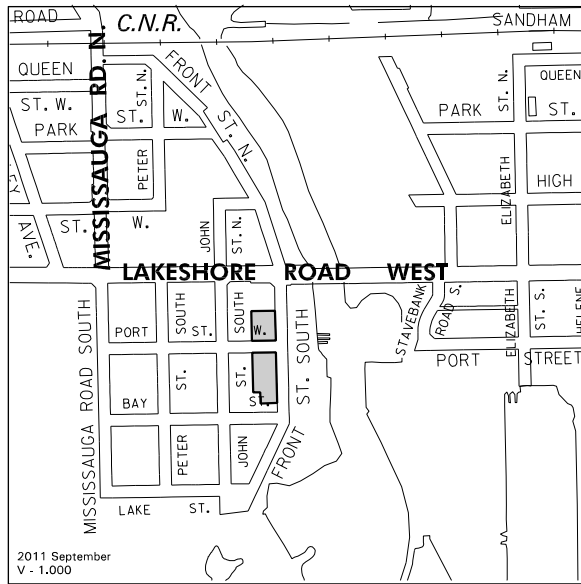 ROAD
C.N.R.
SANDHAM
QUEEN
ST. W.
PARK
ST.
W.
ST. N.
PETER
MISSISSAUGA RD. N.
FRONT
ST. N.
PARK
ST.
QUEEN
ST. N.
ELIZABETH
HIGH
AVE.
ST.
W.
JOHN
ST. N.
LAKESHORE ROAD WEST
MISSISSAUGA ROAD SOUTH
PORT
ST.
W.
SOUTH
ST.
PETER
SOUTH
ST.
JOHN
BAY
ST.
LAKE
ST.
FRONT
ST. SOUTH
STAVEBANK
ROAD S.
ELIZABETH
ST. S.
HELENE
PORT
STREET
2011 September
V - 1.000